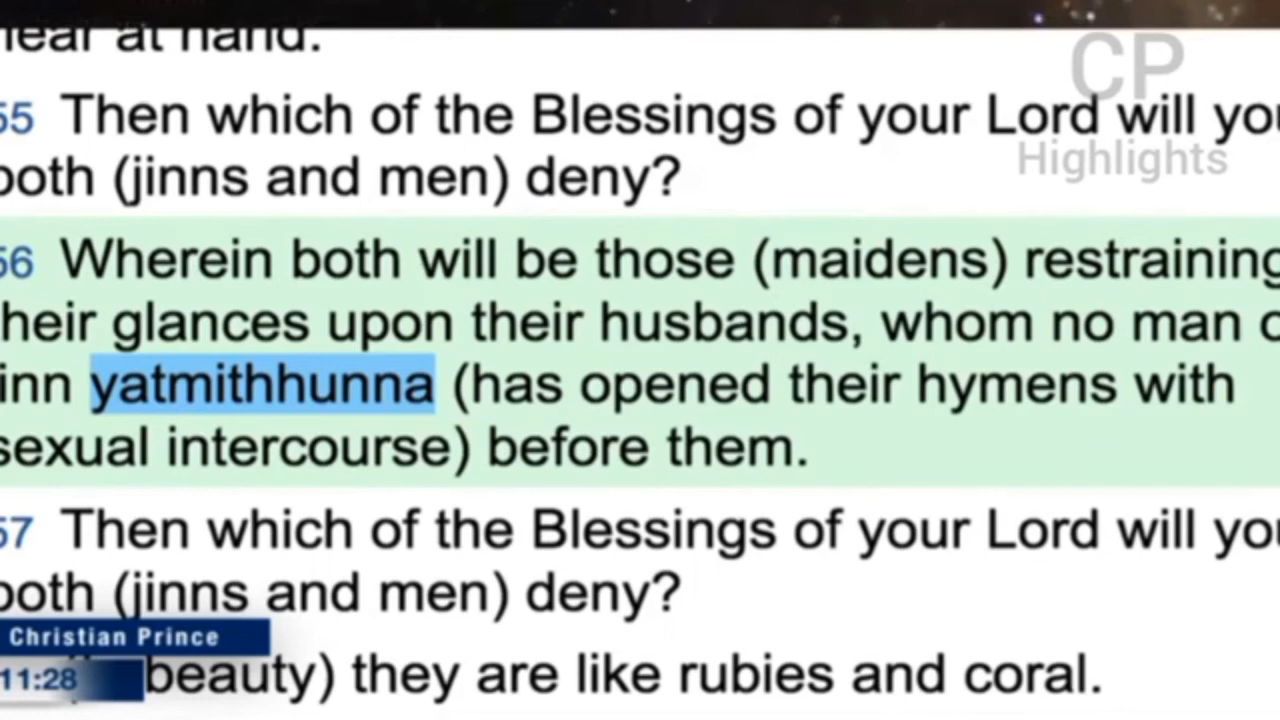 near at hand.
55 Then which of the Blessings of your Lord will you
both (jinns and men) deny?
56 Wherein both will be those (maidens) restraining
their glances upon their husbands, whom no man o
jinn yatmithhunna (has opened their hymens with
sexual intercourse) before them.
57 Then which of the Blessings of your Lord will you
both (jinns and men) deny?
beauty) they are like rubies and coral.
CP
Highlights
Christian Prince
11:28